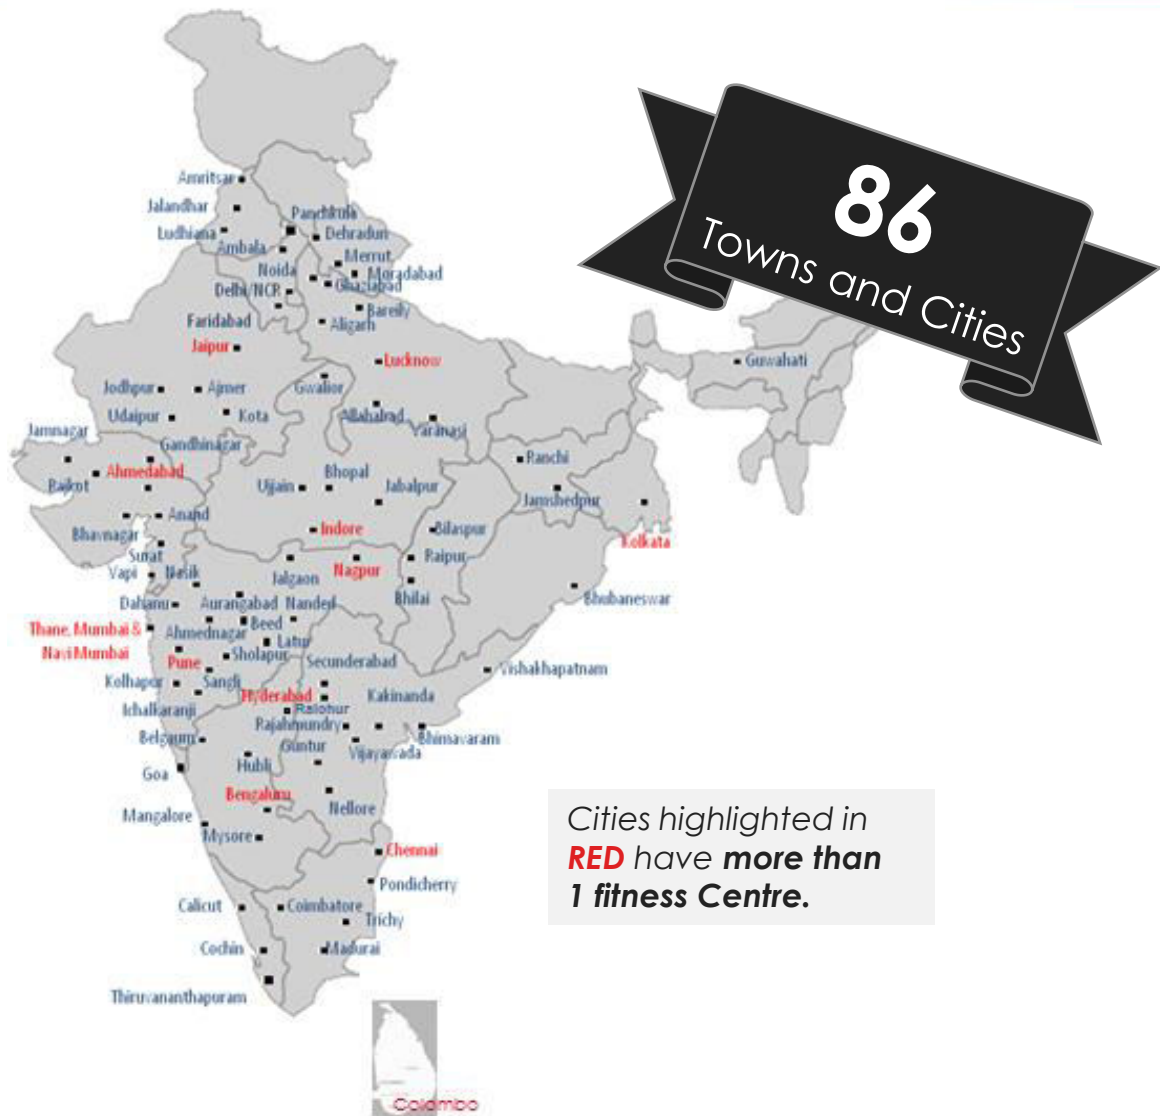 86
Towns and Cities
Amritsar
Jalandhar
Ludhiana
Panchkula
Ambala
Dehradun
Noida
Merrut
Moradabad
Delhi/NCR
Ghaziabad
Faridabad
Bareily
Aligarh
Jaipur
Lucknow
Guwahati
Jodhpur
Ajmer
Gwalior
Udaipur
Kota
Allahabad
Varanasi
Jamnagar
Gandhinagar
Ahmedabad
Rajkot
Ujjain
Bhopal
Jabalpur
Ranchi
Jamshedpur
Bhavnagar
Anand
Indore
Bilaspur
Kolkata
Surat
Vapi
Nasik
Jalgaon
Nagpur
Raipur
Bhilai
Bhubaneswar
Dahanu
Aurangabad
Nanded
Thane, Mumbai &
Navi Mumbai
Ahmednagar
Beed
Latur
Pune
Sholapur
Secunderabad
Vishakhapatnam
Kolhapur
Sangli
Hyderabad
Kakinanda
Ichalkaranji
Raichur
Rajahmundry
Belgaum
Guntur
Vijayawada
Bhimavaram
Goa
Hubli
Bengaluru
Nellore
Mangalore
Mysore
Chennai
Pondicherry
Calicut
Coimbatore
Trichy
Cochin
Madurai
Thiruvananthapuram
Colombo
Cities highlighted in
RED have more than
1 fitness Centre.